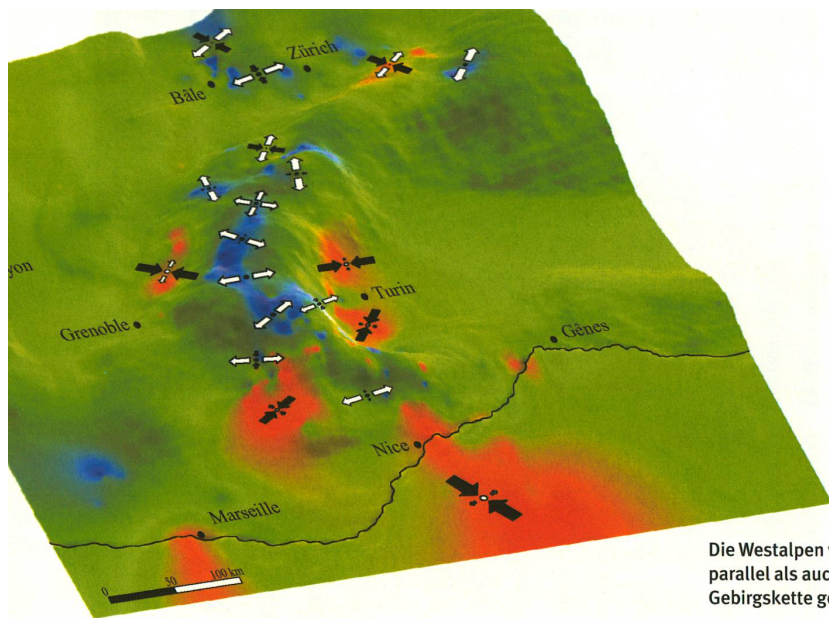 Zürich
Bâle
yon
Turin
Grenoble
Gênes
Nice
Marseille
0 50 100 km
Die Westalpen
parallel als auc
Gebirgskette ge